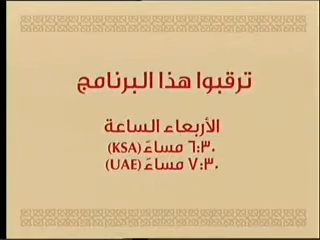 ترقبوا هذا البرنامج
الأربعاء الساعة
٦:٣٠ مساءً (KSA)
٧:٣٠ مساءً (UAE)